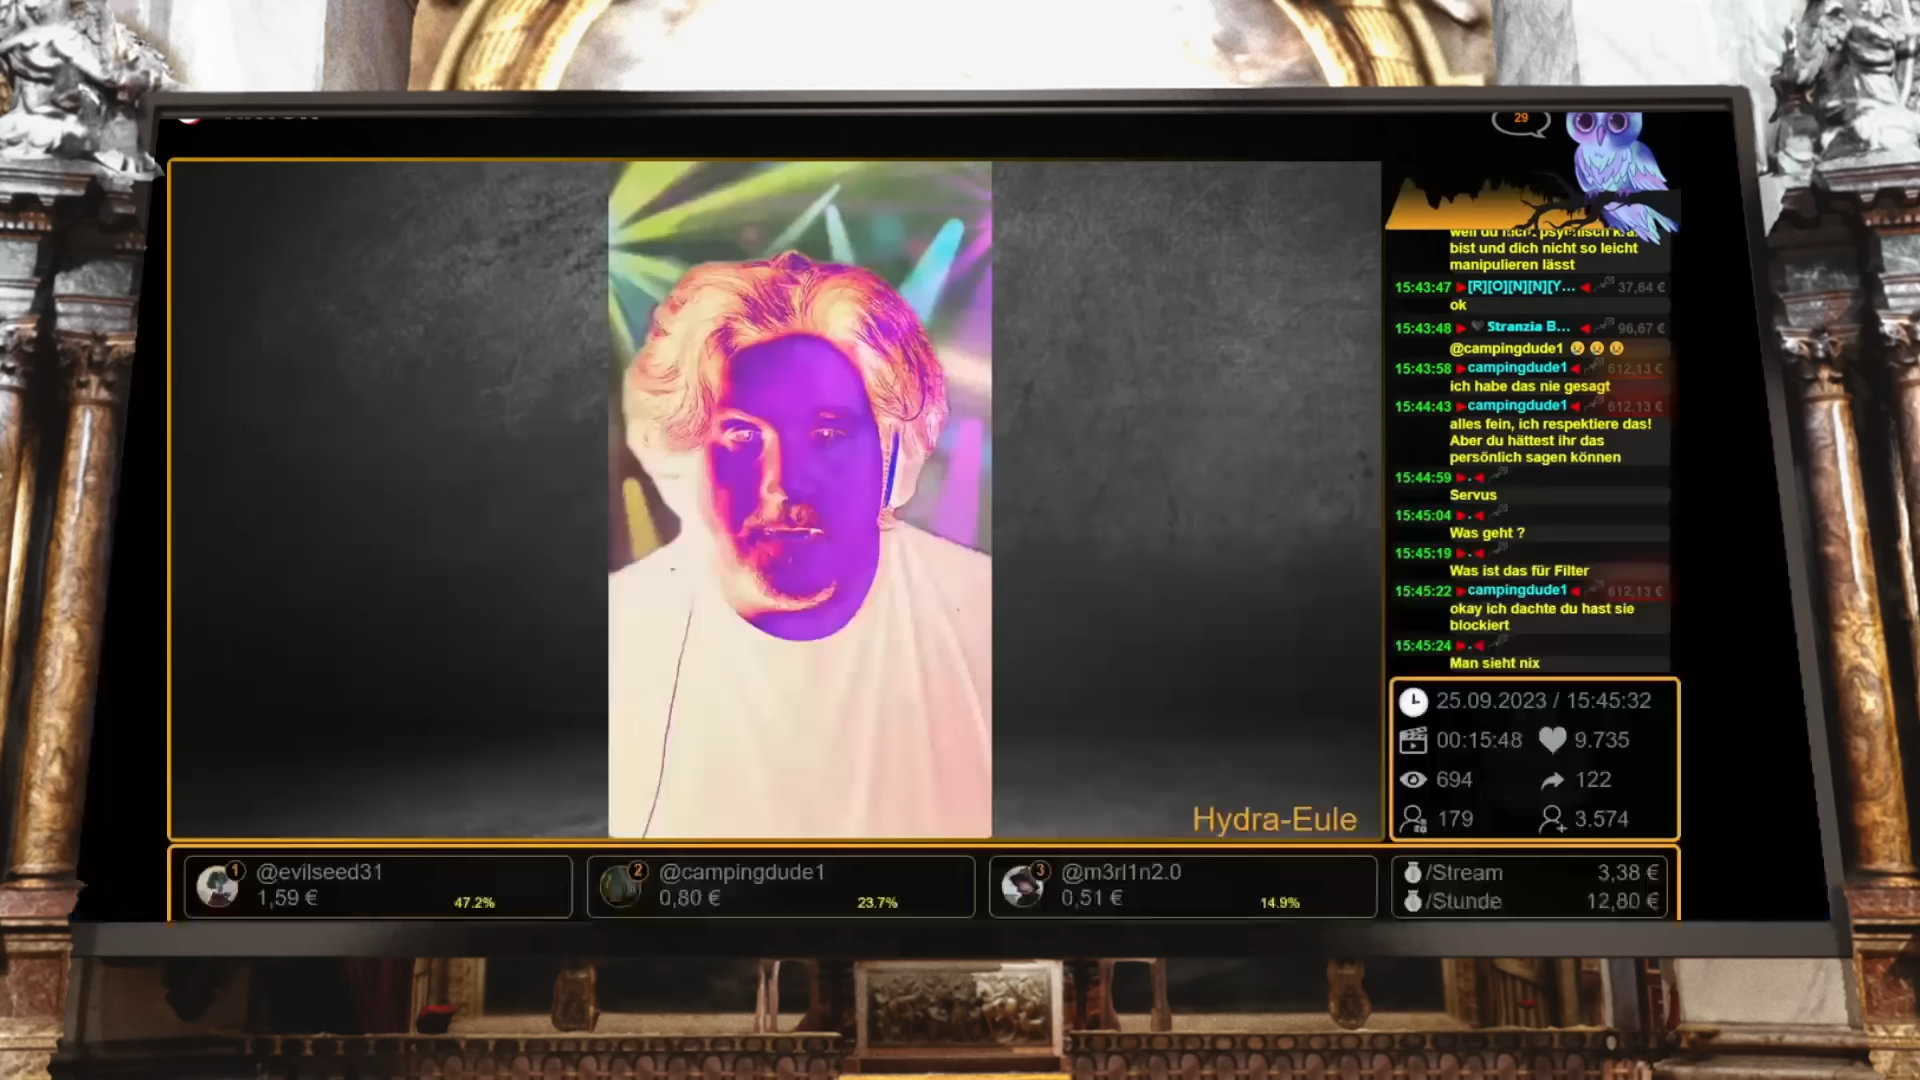 29
bist und dich nicht so leicht
manipulieren lässt
15:43:47 [R][O][N][N][Y... 37,64 €
ok
15:43:48 Stranzia B... 96,67 €
@campingdude1 😢 😢 😢
15:43:58 campingdude1 612,13 €
ich habe das nie gesagt
15:44:43 campingdude1 612,13 €
alles fein, ich respektiere das!
Aber du hättest ihr das
persönlich sagen können
15:44:59 .
Servus
15:45:04 .
Was geht ?
15:45:19 .
Was ist das für Filter
15:45:22 campingdude1 612,13 €
okay ich dachte du hast sie
blockiert
15:45:24 .
Man sieht nix
25.09.2023 / 15:45:32
00:15:48 9.735
694 122
179 3.574
Hydra-Eule
1 @evilseed31
1,59 € 47.2%
2 @campingdude1
0,80 € 23.7%
3 @m3rl1n2.0
0,51 € 14.9%
/Stream 3,38 €
/Stunde 12,80 €